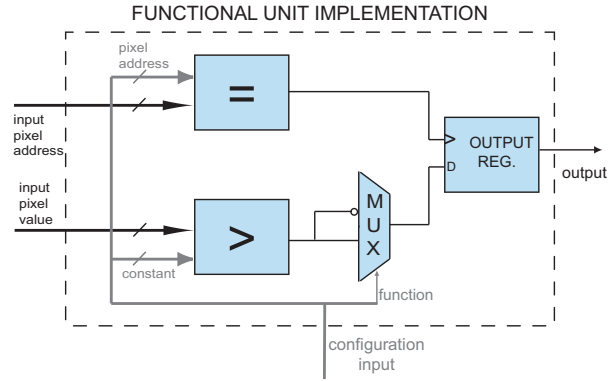 FUNCTIONAL UNIT IMPLEMENTATION
pixel
address
=
input
pixel
address
>
OUTPUT
REG.
D
output
input
pixel
value
>
M
U
X
constant
function
configuration
input